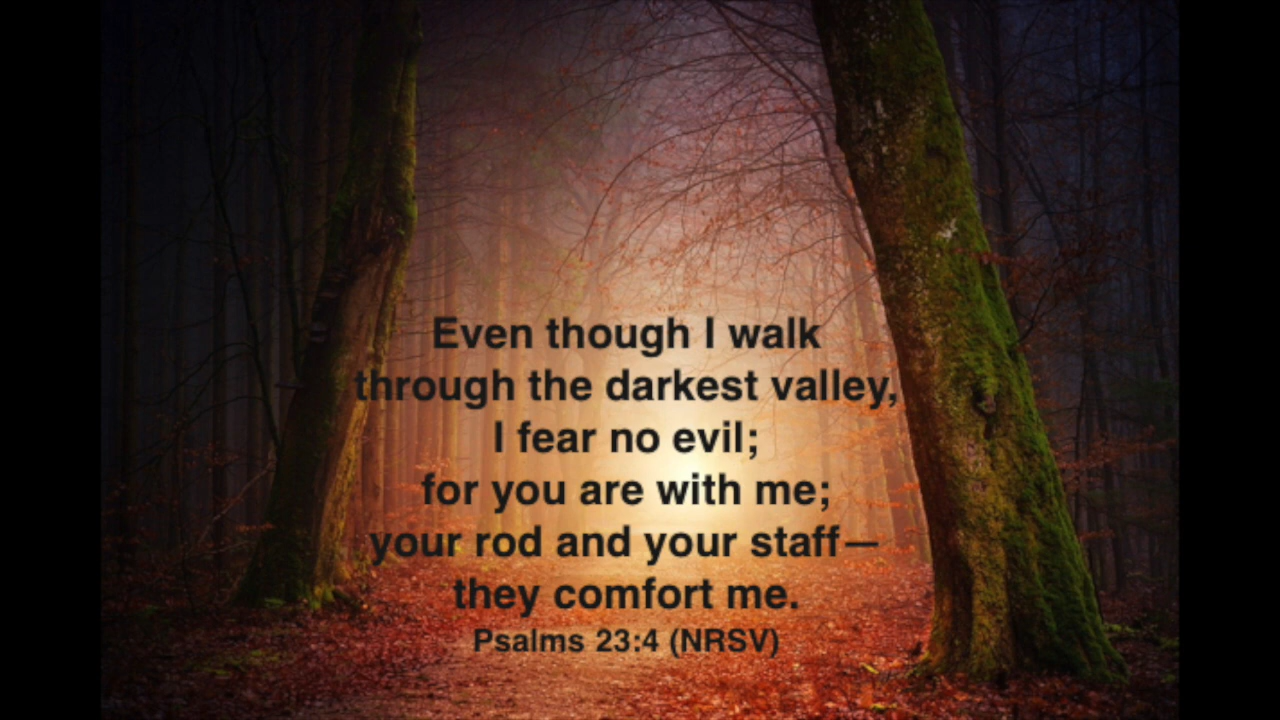 Even though I walk
through the darkest valley,
I fear no evil;
for you are with me;
your rod and your staff—
they comfort me.
Psalms 23:4 (NRSV)